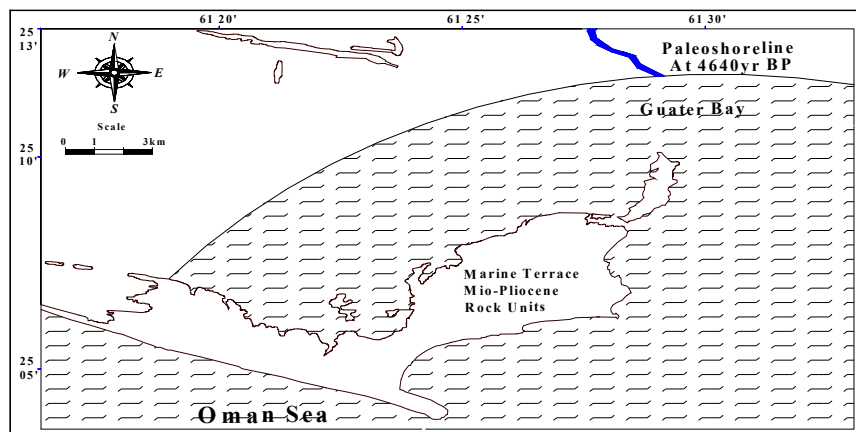 61 20'
61 25'
61 30'
25
13'
N
W E
S
Scale
0 1 3km
Paleoshoreline
At 4640yr BP
Guater Bay
25
10'
Marine Terrace
Mio-Pliocene
Rock Units
25
05'
Oman Sea